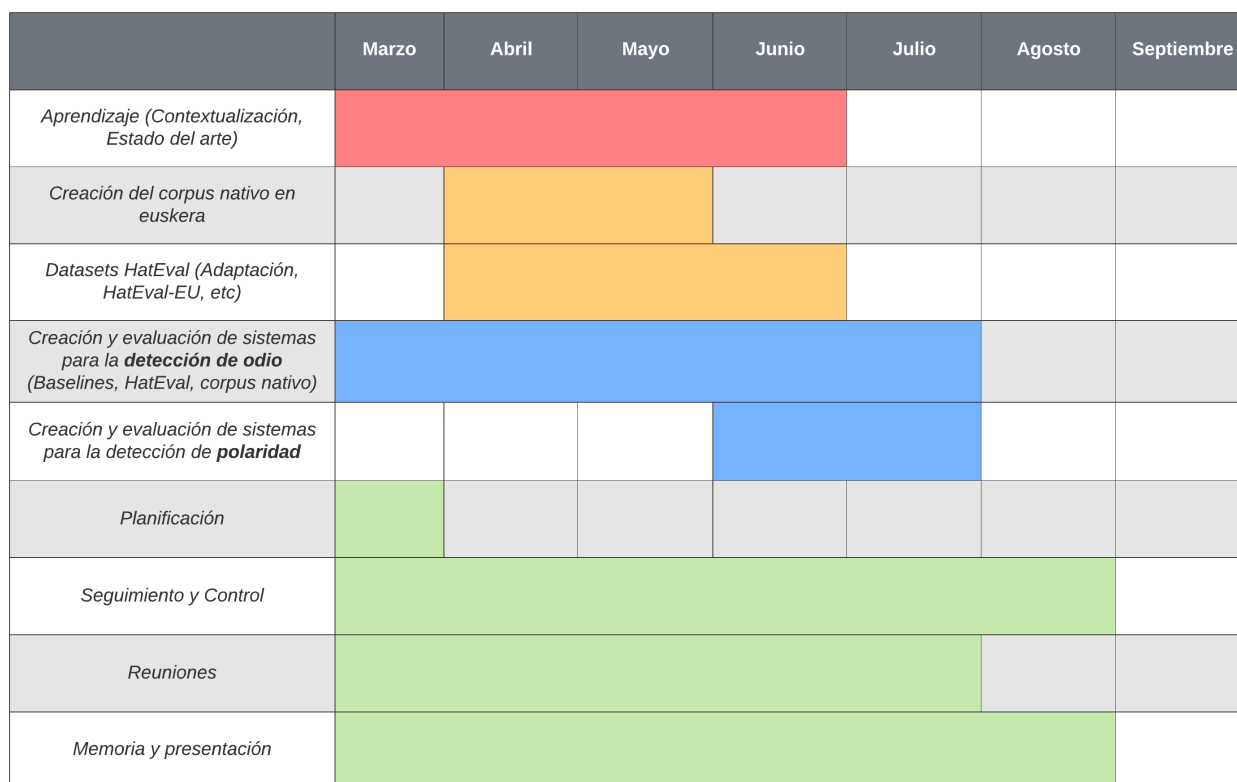 Marzo Abril Mayo Junio Julio Agosto Septiembre
Aprendizaje (Contextualización,
Estado del arte)
Creación del corpus nativo en
euskera
Datasets HatEval (Adaptación,
HatEval-EU, etc)
Creación y evaluación de sistemas
para la detección de odio
(Baselines, HatEval, corpus nativo)
Creación y evaluación de sistemas
para la detección de polaridad
Planificación
Seguimiento y Control
Reuniones
Memoria y presentación